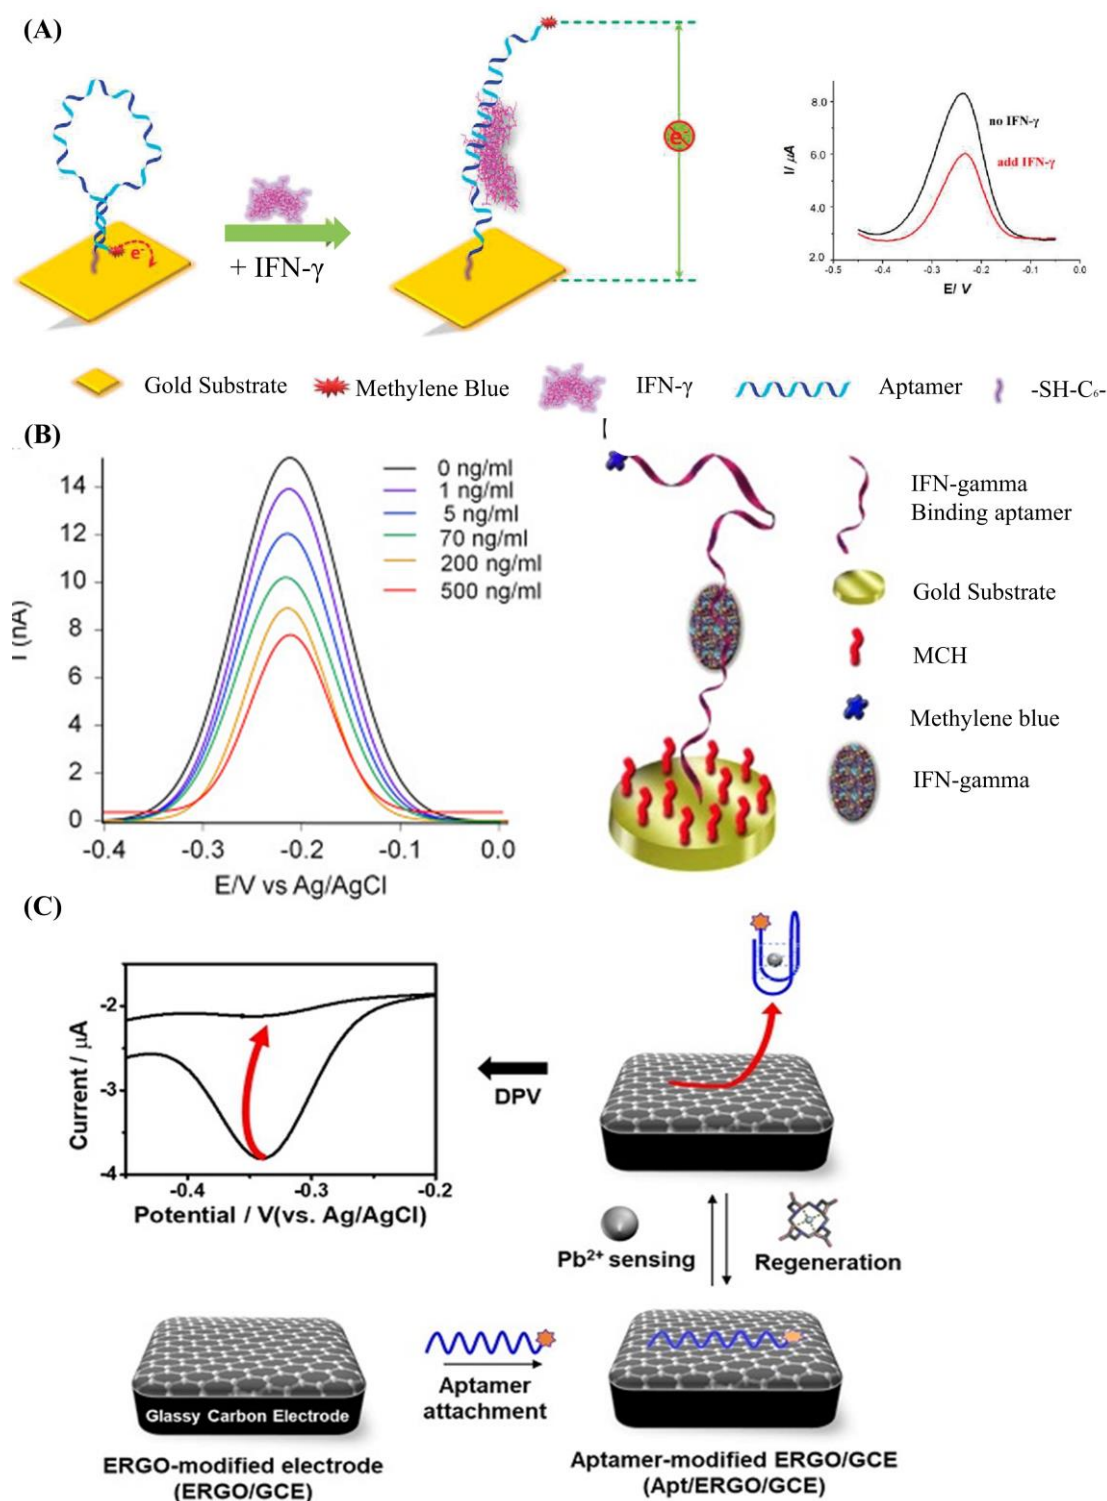 (A)
e-
+ IFN-γ
e-
8.0
6.0
4.0
2.0
I/ μA
no IFN-γ
add IFN-γ
-0.5 -0.4 -0.3 -0.2 -0.1 0.0
E/ V
Gold Substrate
Methylene Blue
IFN-γ
Aptamer
-SH-C₆-
(B)
14
12
10
8
6
4
2
0
I (nA)
0 ng/ml
1 ng/ml
5 ng/ml
70 ng/ml
200 ng/ml
500 ng/ml
-0.4 -0.3 -0.2 -0.1 0.0
E/V vs Ag/AgCl
IFN-gamma
Binding aptamer
Gold Substrate
MCH
Methylene blue
IFN-gamma
(C)
-2
-3
-4
Current / μA
-0.4 -0.3 -0.2
Potential / V(vs. Ag/AgCl)
DPV
Pb²⁺ sensing
Regeneration
Glassy Carbon Electrode
ERGO-modified electrode
(ERGO/GCE)
Aptamer
attachment
Aptamer-modified ERGO/GCE
(Apt/ERGO/GCE)